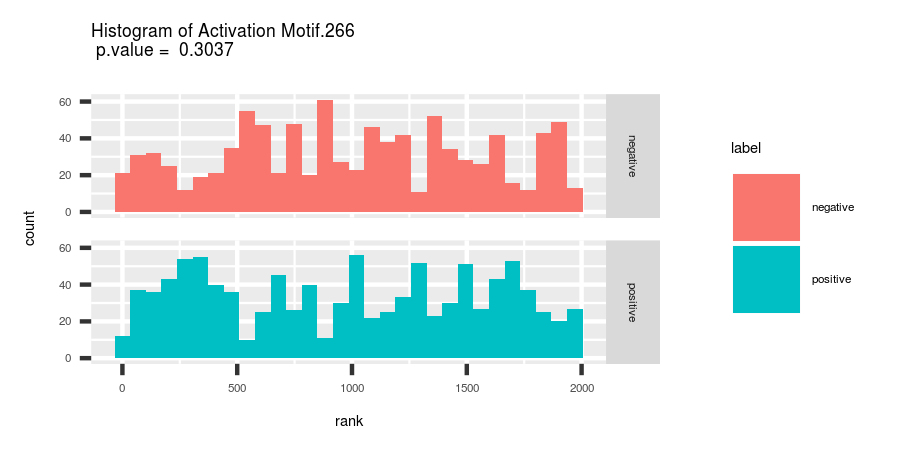 Histogram of Activation Motif.266
p.value =  0.3037
count
60
40
20
0
negative
60
40
20
0
positive
0
500
1000
1500
2000
rank
label
negative
positive